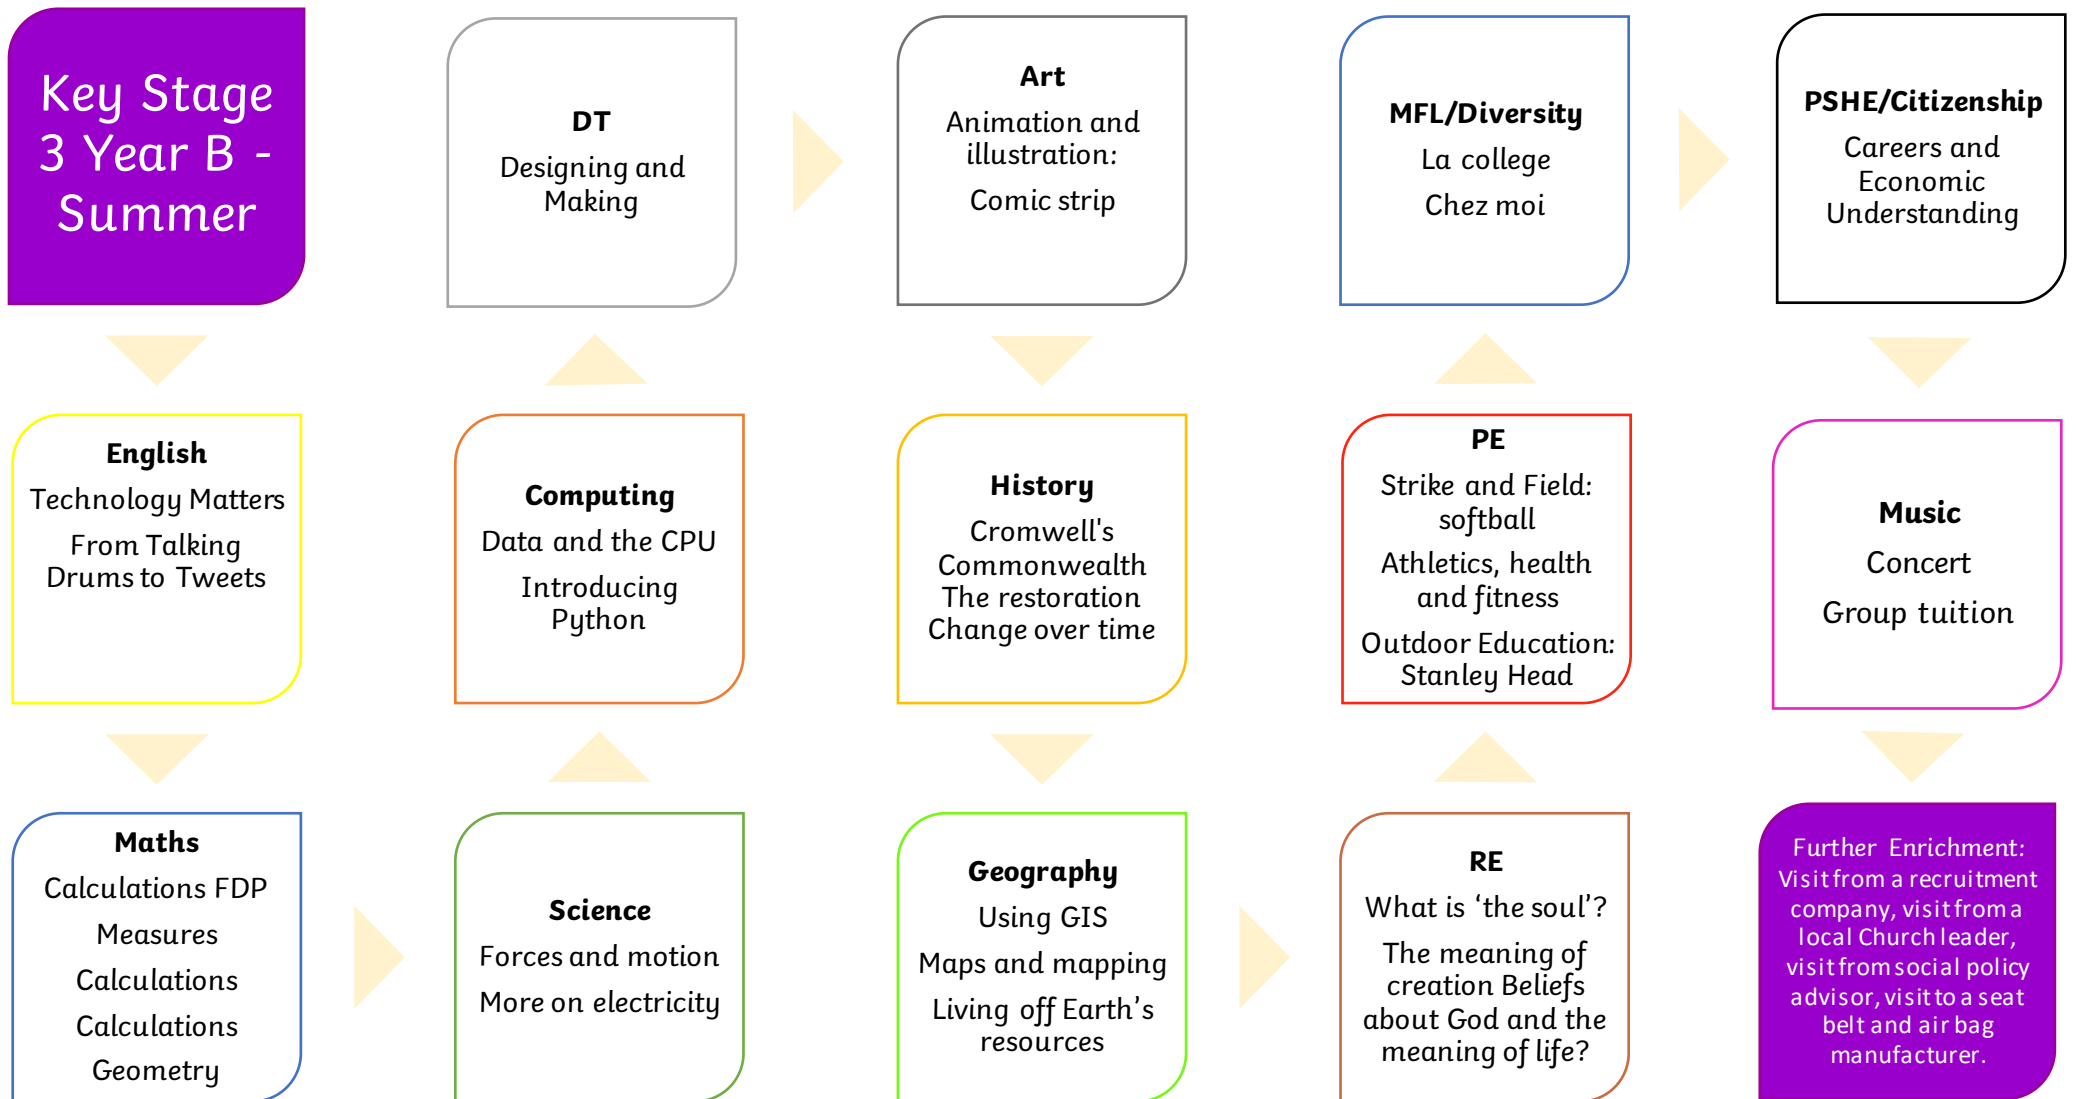 Key Stage
3 Year B -
Summer
English
Technology Matters
From Talking
Drums to Tweets
Maths
Calculations FDP
Measures
Calculations
Calculations
Geometry
Science
Forces and motion
More on electricity
Computing
Data and the CPU
Introducing
Python
DT
Designing and
Making
Art
Animation and
illustration:
Comic strip
History
Cromwell's
Commonwealth
The restoration
Change over time
Geography
Using GIS
Maps and mapping
Living off Earth’s
resources
RE
What is ‘the soul’?
The meaning of
creation Beliefs
about God and the
meaning of life?
PE
Strike and Field:
softball
Athletics, health
and fitness
Outdoor Education:
Stanley Head
MFL/Diversity
La college
Chez moi
PSHE/Citizenship
Careers and
Economic
Understanding
Music
Concert
Group tuition
Further Enrichment:
Visit from a recruitment
company, visit from a
local Church leader,
visit from social policy
advisor, visit to a seat
belt and air bag
manufacturer.